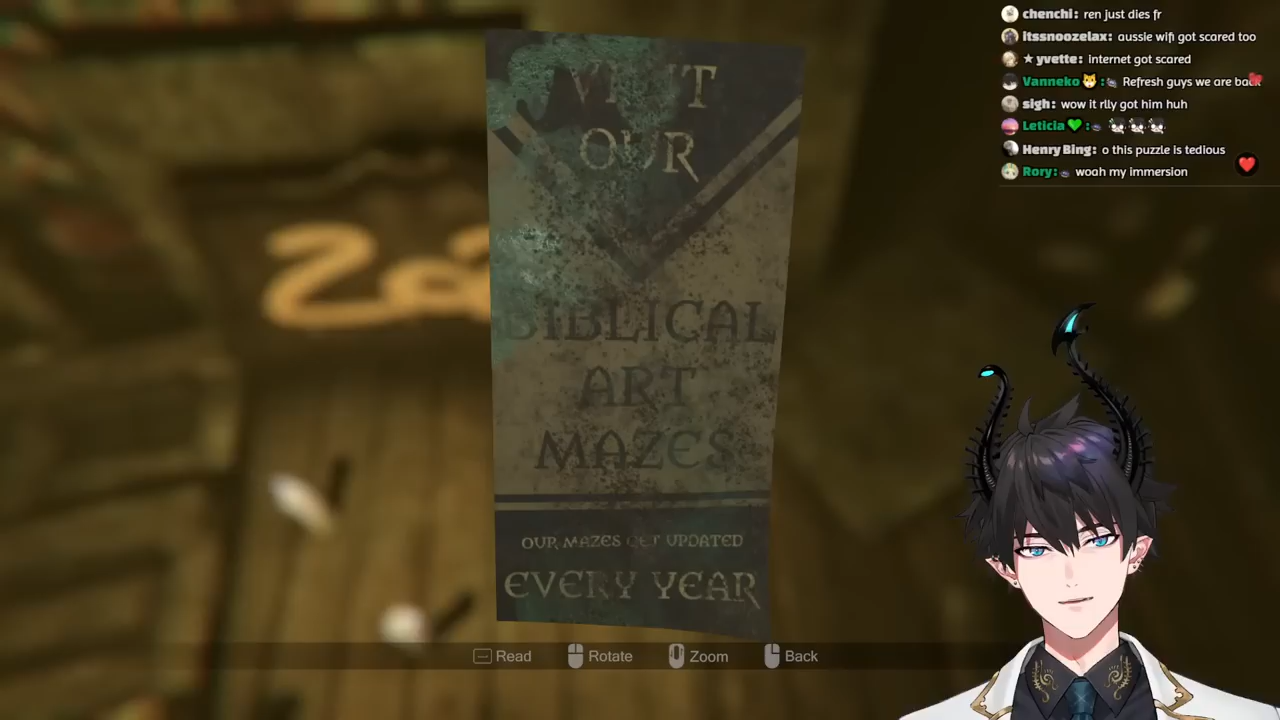 chenchi: ren just dies fr
itssnoozelax: aussie wifi got scared too
★ yvette: internet got scared
Vanneko: Refresh guys we are back
sigh: wow it rlly got him huh
Leticia:
Henry Bing: o this puzzle is tedious
Rory: woah my immersion
VISIT
OUR
BIBLICAL
ART
MAZES
OUR MAZES GET UPDATED
EVERY YEAR
Read Rotate Zoom Back